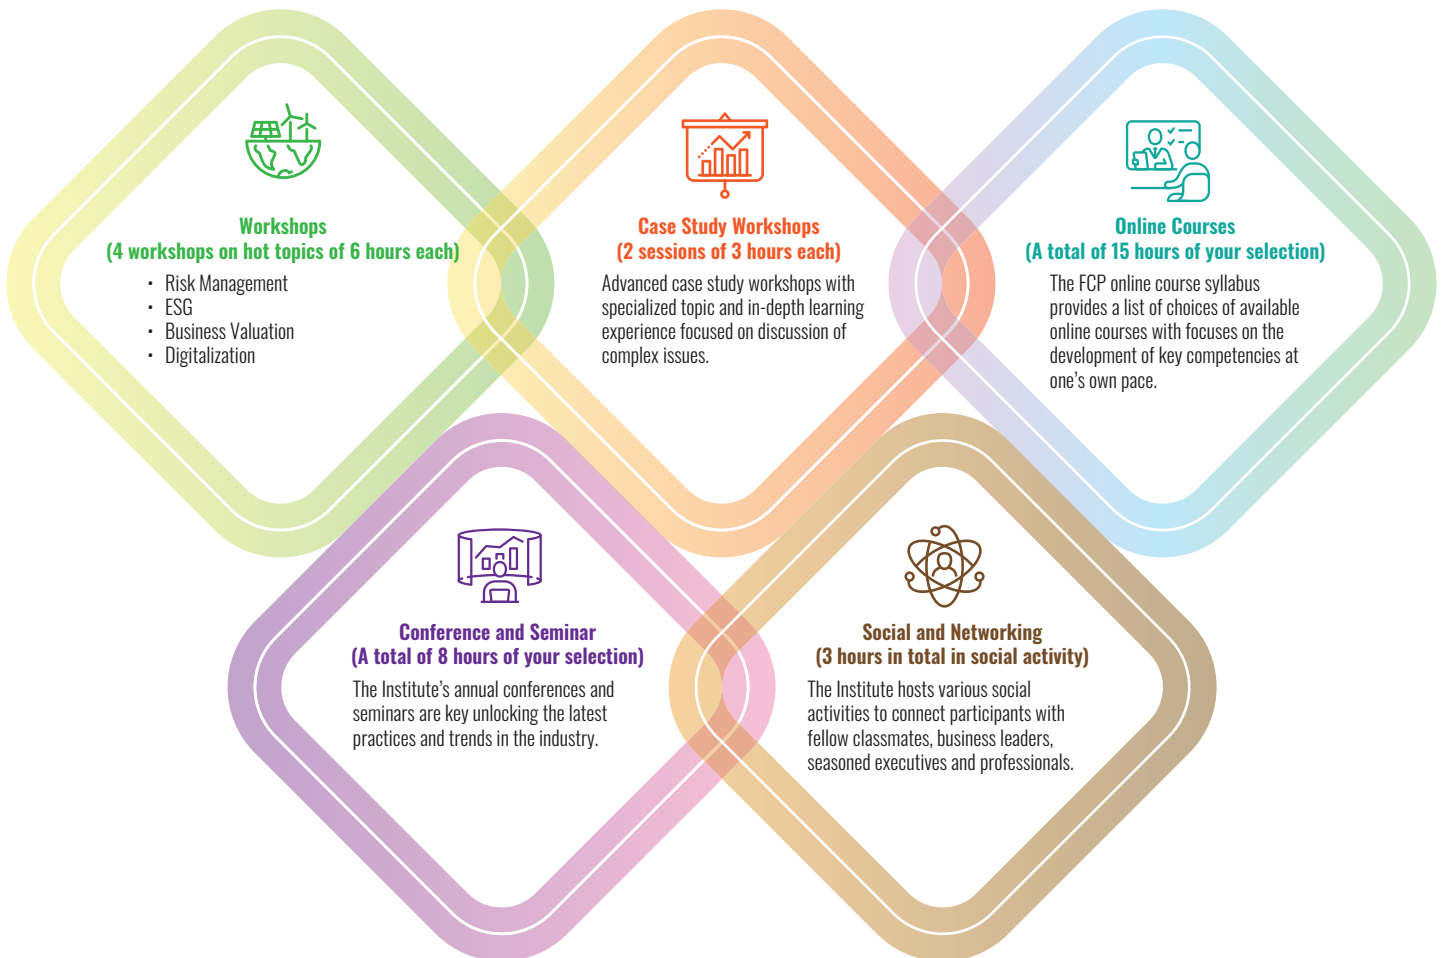 Workshops
(4 workshops on hot topics of 6 hours each)
• Risk Management
• ESG
• Business Valuation
• Digitalization
Case Study Workshops
(2 sessions of 3 hours each)
Advanced case study workshops with
specialized topic and in-depth learning
experience focused on discussion of
complex issues.
Online Courses
(A total of 15 hours of your selection)
The FCP online course syllabus
provides a list of choices of available
online courses with focuses on the
development of key competencies at
one’s own pace.
Conference and Seminar
(A total of 8 hours of your selection)
The Institute’s annual conferences and
seminars are key unlocking the latest
practices and trends in the industry.
Social and Networking
(3 hours in total in social activity)
The Institute hosts various social
activities to connect participants with
fellow classmates, business leaders,
seasoned executives and professionals.